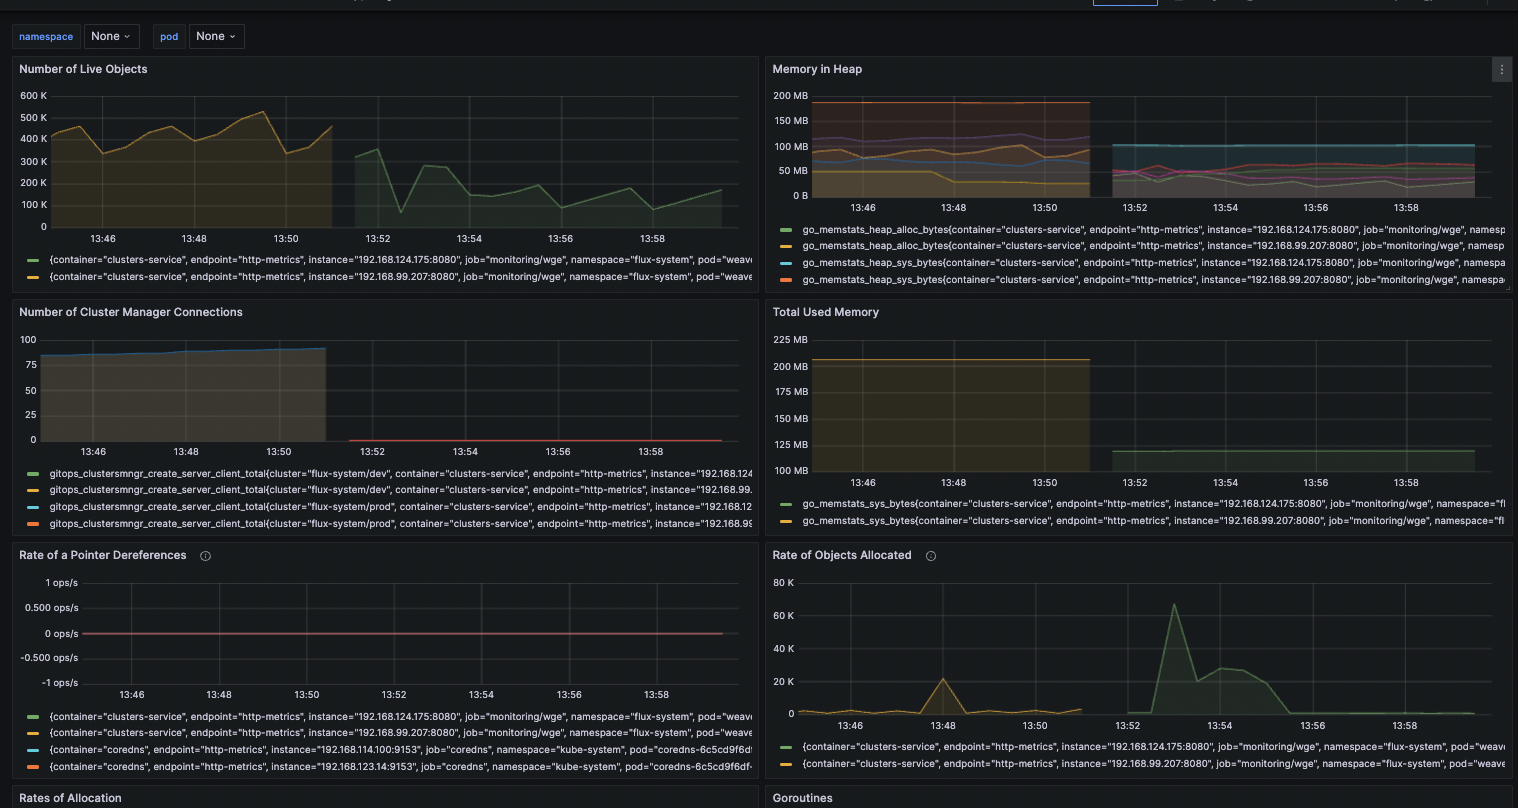 namespace None pod None
Number of Live Objects
600 K
500 K
400 K
300 K
200 K
100 K
0
13:46 13:48 13:50 13:52 13:54 13:56 13:58
{container="clusters-service", endpoint="http-metrics", instance="192.168.124.175:8080", job="monitoring/wge", namespace="flux-system", pod="weave
{container="clusters-service", endpoint="http-metrics", instance="192.168.99.207:8080", job="monitoring/wge", namespace="flux-system", pod="weave
Memory in Heap
200 MB
150 MB
100 MB
50 MB
0 B
13:46 13:48 13:50 13:52 13:54 13:56 13:58
go_memstats_heap_alloc_bytes{container="clusters-service", endpoint="http-metrics", instance="192.168.124.175:8080", job="monitoring/wge", namesp
go_memstats_heap_alloc_bytes{container="clusters-service", endpoint="http-metrics", instance="192.168.99.207:8080", job="monitoring/wge", namesp
go_memstats_heap_sys_bytes{container="clusters-service", endpoint="http-metrics", instance="192.168.124.175:8080", job="monitoring/wge", namespa
go_memstats_heap_sys_bytes{container="clusters-service", endpoint="http-metrics", instance="192.168.99.207:8080", job="monitoring/wge", namespa
Number of Cluster Manager Connections
100
75
50
25
0
13:46 13:48 13:50 13:52 13:54 13:56 13:58
gitops_clustersmngr_create_server_client_total{cluster="flux-system/dev", container="clusters-service", endpoint="http-metrics", instance="192.168.124
gitops_clustersmngr_create_server_client_total{cluster="flux-system/dev", container="clusters-service", endpoint="http-metrics", instance="192.168.99.
gitops_clustersmngr_create_server_client_total{cluster="flux-system/prod", container="clusters-service", endpoint="http-metrics", instance="192.168.12
gitops_clustersmngr_create_server_client_total{cluster="flux-system/prod", container="clusters-service", endpoint="http-metrics", instance="192.168.99
Total Used Memory
225 MB
200 MB
175 MB
150 MB
125 MB
100 MB
13:46 13:48 13:50 13:52 13:54 13:56 13:58
go_memstats_sys_bytes{container="clusters-service", endpoint="http-metrics", instance="192.168.124.175:8080", job="monitoring/wge", namespace="fl
go_memstats_sys_bytes{container="clusters-service", endpoint="http-metrics", instance="192.168.99.207:8080", job="monitoring/wge", namespace="fl
Rate of a Pointer Dereferences
1 ops/s
0.500 ops/s
0 ops/s
-0.500 ops/s
-1 ops/s
13:46 13:48 13:50 13:52 13:54 13:56 13:58
{container="clusters-service", endpoint="http-metrics", instance="192.168.124.175:8080", job="monitoring/wge", namespace="flux-system", pod="weave
{container="clusters-service", endpoint="http-metrics", instance="192.168.99.207:8080", job="monitoring/wge", namespace="flux-system", pod="weave
{container="coredns", endpoint="http-metrics", instance="192.168.114.100:9153", job="coredns", namespace="kube-system", pod="coredns-6c5cd9f6df
{container="coredns", endpoint="http-metrics", instance="192.168.123.14:9153", job="coredns", namespace="kube-system", pod="coredns-6c5cd9f6df-
Rate of Objects Allocated
80 K
60 K
40 K
20 K
0
13:46 13:48 13:50 13:52 13:54 13:56 13:58
{container="clusters-service", endpoint="http-metrics", instance="192.168.124.175:8080", job="monitoring/wge", namespace="flux-system", pod="weave
{container="clusters-service", endpoint="http-metrics", instance="192.168.99.207:8080", job="monitoring/wge", namespace="flux-system", pod="weave
Rates of Allocation
Goroutines